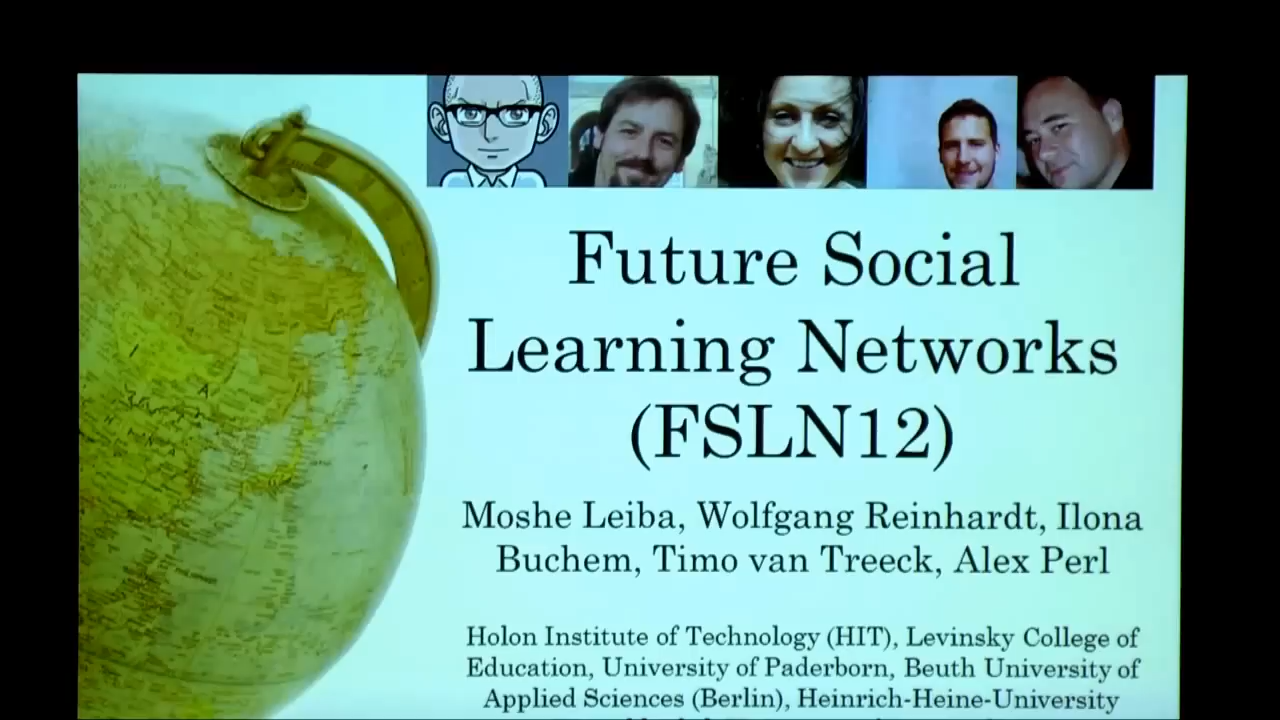 Future Social
Learning Networks
(FSLN12)
Moshe Leiba, Wolfgang Reinhardt, Ilona
Buchem, Timo van Treeck, Alex Perl
Holon Institute of Technology (HIT), Levinsky College of
Education, University of Paderborn, Beuth University of
Applied Sciences (Berlin), Heinrich-Heine-University